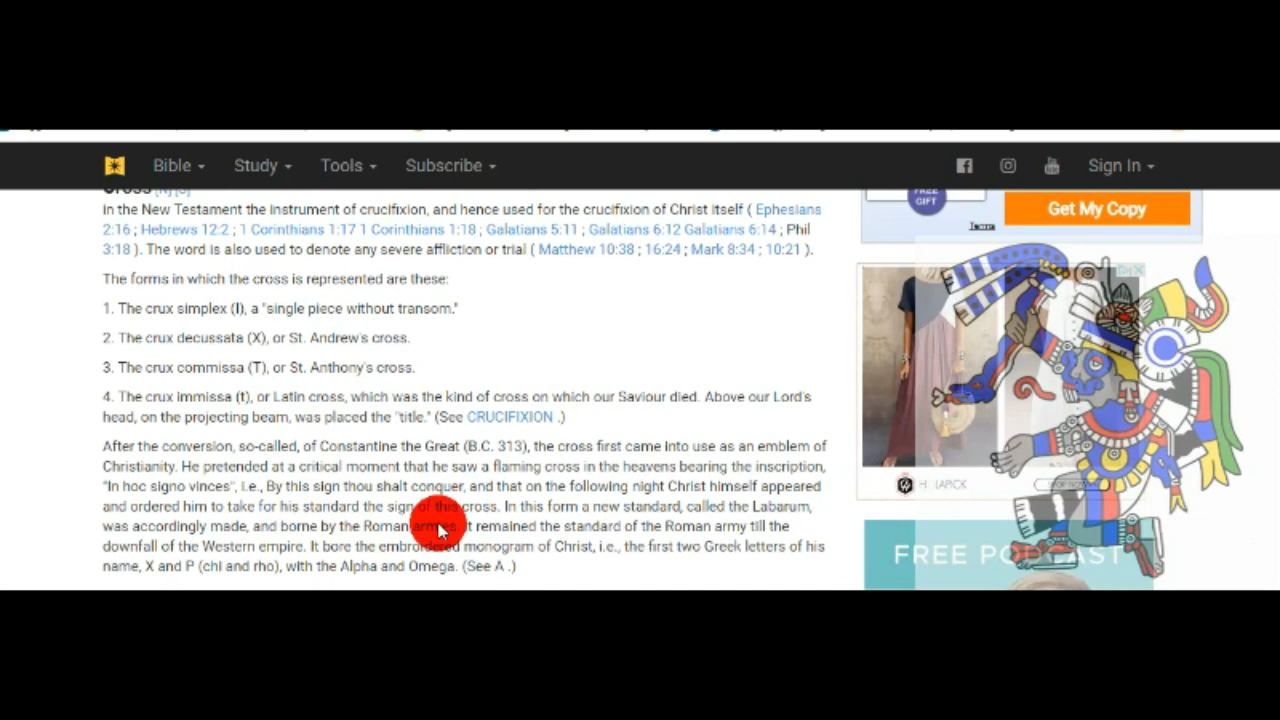 Bible Study Tools Subscribe Sign In
Cross [N] [S]
in the New Testament the instrument of crucifixion, and hence used for the crucifixion of Christ itself ( Ephesians
2:16 ; Hebrews 12:2 ; 1 Corinthians 1:17 1 Corinthians 1:18 ; Galatians 5:11 ; Galatians 6:12 Galatians 6:14 ; Phil
3:18 ). The word is also used to denote any severe affliction or trial ( Matthew 10:38 ; 16:24 ; Mark 8:34 ; 10:21 ).
The forms in which the cross is represented are these:
1. The crux simplex (I), a "single piece without transom."
2. The crux decussata (X), or St. Andrew's cross.
3. The crux commissa (T), or St. Anthony's cross.
4. The crux immissa (t), or Latin cross, which was the kind of cross on which our Saviour died. Above our Lord's
head, on the projecting beam, was placed the "title." (See CRUCIFIXION .)
After the conversion, so-called, of Constantine the Great (B.C. 313), the cross first came into use as an emblem of
Christianity. He pretended at a critical moment that he saw a flaming cross in the heavens bearing the inscription,
"In hoc signo vinces", i.e., By this sign thou shalt conquer, and that on the following night Christ himself appeared
and ordered him to take for his standard the sign of this cross. In this form a new standard, called the Labarum,
was accordingly made, and borne by the Roman armies. It remained the standard of the Roman army till the
downfall of the Western empire. It bore the embroidered monogram of Christ, i.e., the first two Greek letters of his
name, X and P (chi and rho), with the Alpha and Omega. (See A .)
FREE
GIFT
Get My Copy
SHOP NOW
FREE PODCAST